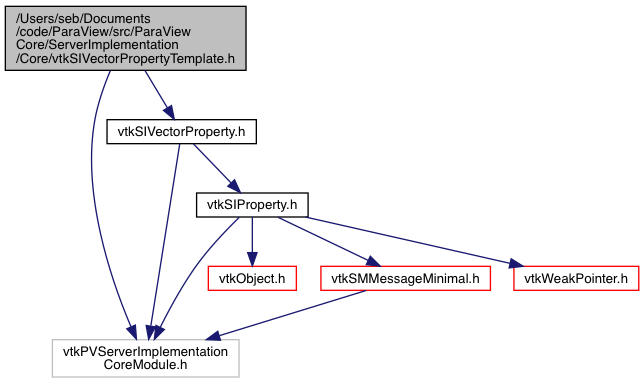 /Users/seb/Documents
/code/ParaView/src/ParaView
Core/ServerImplementation
/Core/vtkSIVectorPropertyTemplate.h
vtkSIVectorProperty.h
vtkSIProperty.h
vtkObject.h
vtkSMMessageMinimal.h
vtkWeakPointer.h
vtkPVServerImplementation
CoreModule.h